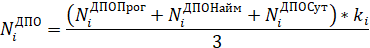 N_i^ДПО = ((N_i^ДПОПрог + N_i^ДПОНайм + N_i^ДПОСут) * k_i) / 3